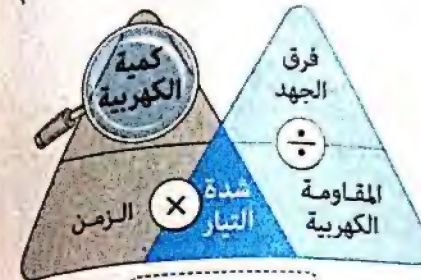 كمية
الكهربية
فرق
الجهد
÷
الزمن
×
شدة
التيار
المقاومة
الكهربية